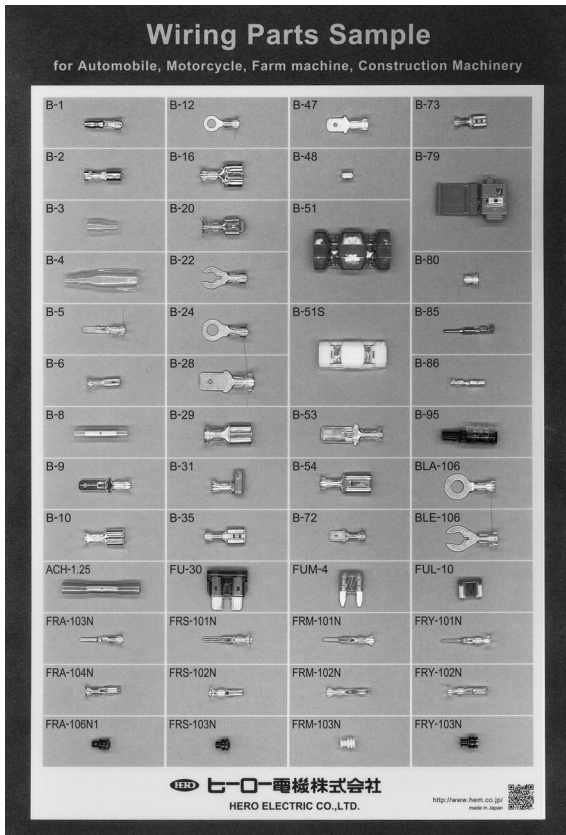 Wiring Parts Sample
for Automobile, Motorcycle, Farm machine, Construction Machinery
B-1 B-12 B-47 B-73
B-2 B-16 B-48 B-79
B-3 B-20 B-51
B-4 B-22 B-80
B-5 B-24 B-51S B-85
B-6 B-28 B-86
B-8 B-29 B-53 B-95
B-9 B-31 B-54 BLA-106
B-10 B-35 B-72 BLE-106
ACH-1.25 FU-30 FUM-4 FUL-10
FRA-103N FRS-101N FRM-101N FRY-101N
FRA-104N FRS-102N FRM-102N FRY-102N
FRA-106N1 FRS-103N FRM-103N FRY-103N
HERO ヒーロー電機株式会社
HERO ELECTRIC CO.,LTD.
http://www.hem.co.jp/
made in Japan